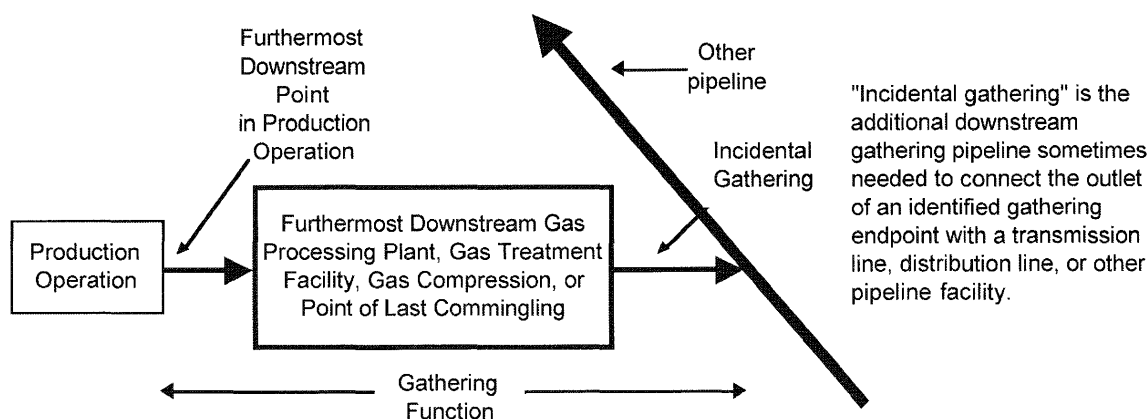 Furthermost
Downstream
Point
in Production
Operation
Other
pipeline
Incidental
Gathering
"Incidental gathering" is the
additional downstream
gathering pipeline sometimes
needed to connect the outlet
of an identified gathering
endpoint with a transmission
line, distribution line, or other
pipeline facility.
Production
Operation
Furthermost Downstream Gas
Processing Plant, Gas Treatment
Facility, Gas Compression, or
Point of Last Commingling
Gathering
Function